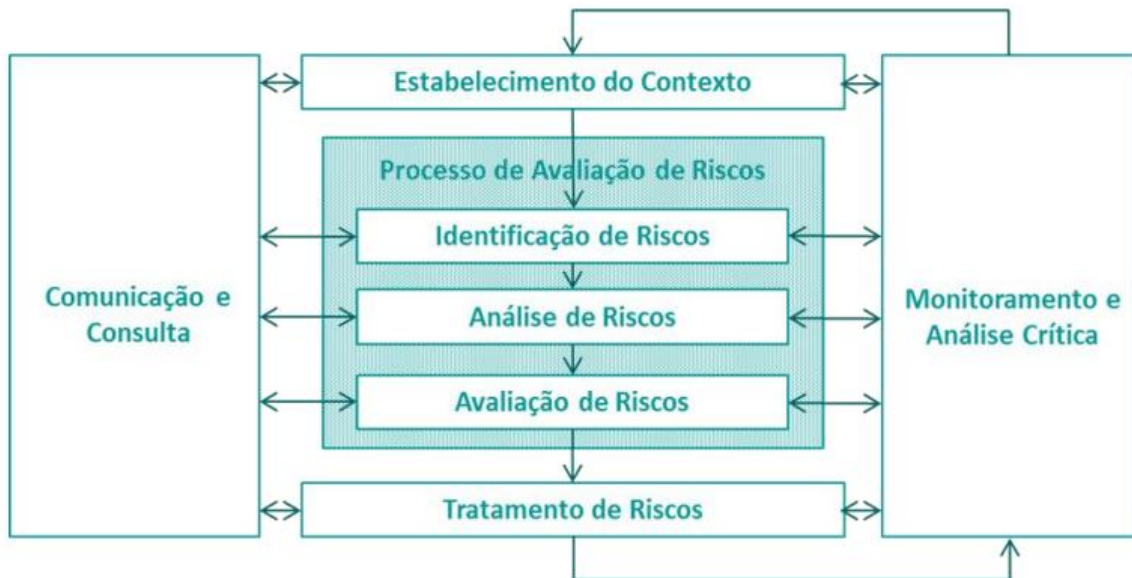 Estabelecimento do Contexto
Processo de Avaliação de Riscos
Identificação de Riscos
Comunicação e
Consulta
Análise de Riscos
Avaliação de Riscos
Tratamento de Riscos
Monitoramento e
Análise Crítica